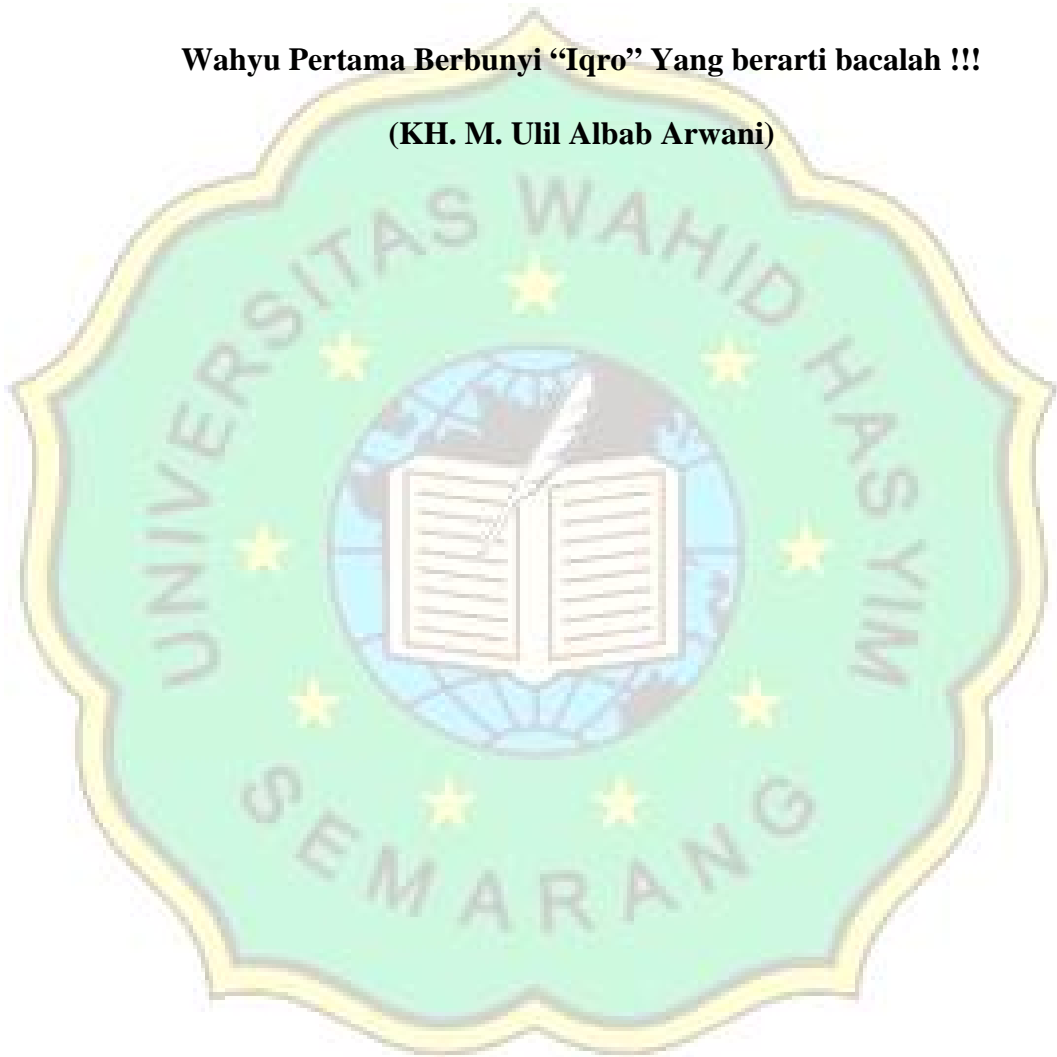 Wahyu Pertama Berbunyi “Iqro” Yang berarti bacalah !!!
(KH. M. Ulil Albab Arwani)
UNIVERSITAS WAHID HASYIM
SEMARANG